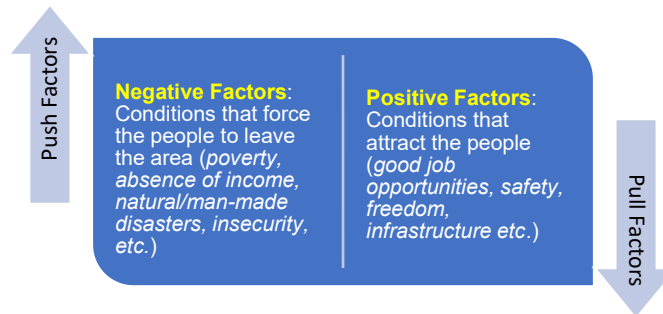 Push Factors
Negative Factors:
Conditions that force
the people to leave
the area (poverty,
absence of income,
natural/man-made
disasters, insecurity,
etc.)
Positive Factors:
Conditions that
attract the people
(good job
opportunities, safety,
freedom,
infrastructure etc.)
Pull Factors